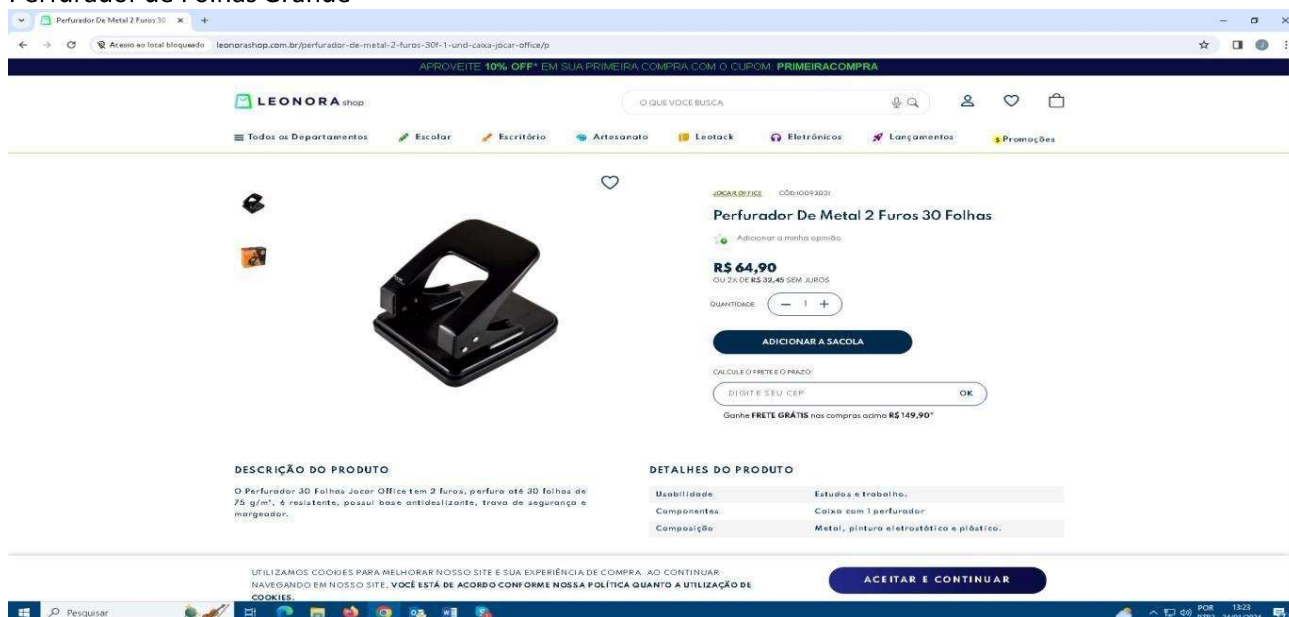 Perfurador de Folhas Grande
Perfurador De Metal 2 Furos 30
Acesso ao local bloqueado
leonorashop.com.br/perfurador-de-metal-2-furos-30f-1-und-caixa-jocar-office/p
APROVEITE 10% OFF* EM SUA PRIMEIRA COMPRA COM O CUPOM: PRIMEIRACOMPRA
LEONORA shop
O QUE VOCE BUSCA
Todos os Departamentos Escolar Escritório Artesanato Leotack Eletrônicos Lançamentos Promoções
JOCAR OFFICE CÓD:10093021
Perfurador De Metal 2 Furos 30 Folhas
Adicionar a minha opinião
R$ 64,90
OU 2X DE R$ 32,45 SEM JUROS
QUANTIDADE: — 1 +
ADICIONAR A SACOLA
CALCULE O FRETE E O PRAZO:
DIGITE SEU CEP OK
Ganhe FRETE GRÁTIS nas compras acima R$ 149,90*
DESCRIÇÃO DO PRODUTO
O Perfurador 30 Folhas Jocar Office tem 2 furos, perfura até 30 folhas de
75 g/m², é resistente, possui base antideslizante, trava de segurança e
margeador.
DETALHES DO PRODUTO
Usabilidade Estudos e trabalho.
Componentes Caixa com 1 perfurador
Composição Metal, pintura eletrostática e plástico.
UTILIZAMOS COOKIES PARA MELHORAR NOSSO SITE E SUA EXPERIÊNCIA DE COMPRA. AO CONTINUAR
NAVEGANDO EM NOSSO SITE, VOCÊ ESTÁ DE ACORDO CONFORME NOSSA POLÍTICA QUANTO A UTILIZAÇÃO DE
COOKIES.
ACEITAR E CONTINUAR
Pesquisar
POR 13:23
PTB2 24/01/2024